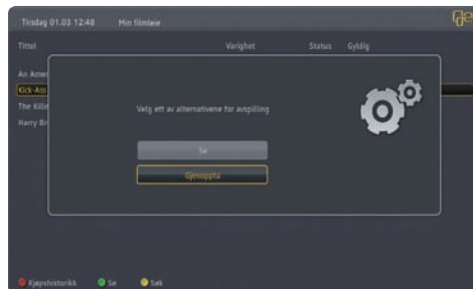 Tirsdag 01.03 12:48 Min filmleie
Tittel Varighet Status Gyldig
An Amer
Kick-Ass
The Kille
Harry Br
Velg ett av alternativene for avspilling
Se
Gjenoppta
Kjøpshistorikk Se Søk